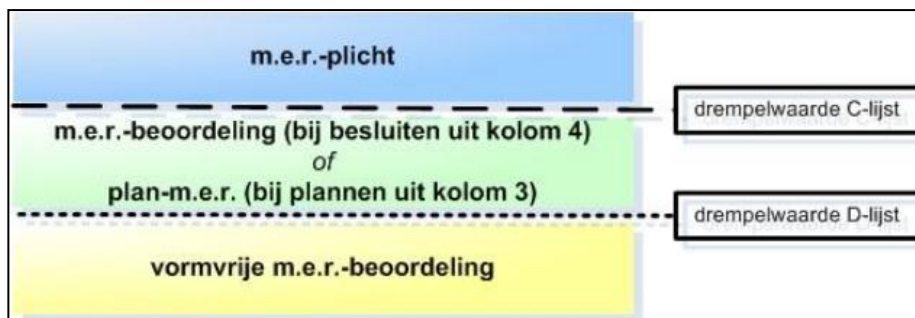 m.e.r.-plicht
drempelwaarde C-lijst
m.e.r.-beoordeling (bij besluiten uit kolom 4)
of
plan-m.e.r. (bij plannen uit kolom 3)
drempelwaarde D-lijst
vormvrije m.e.r.-beoordeling